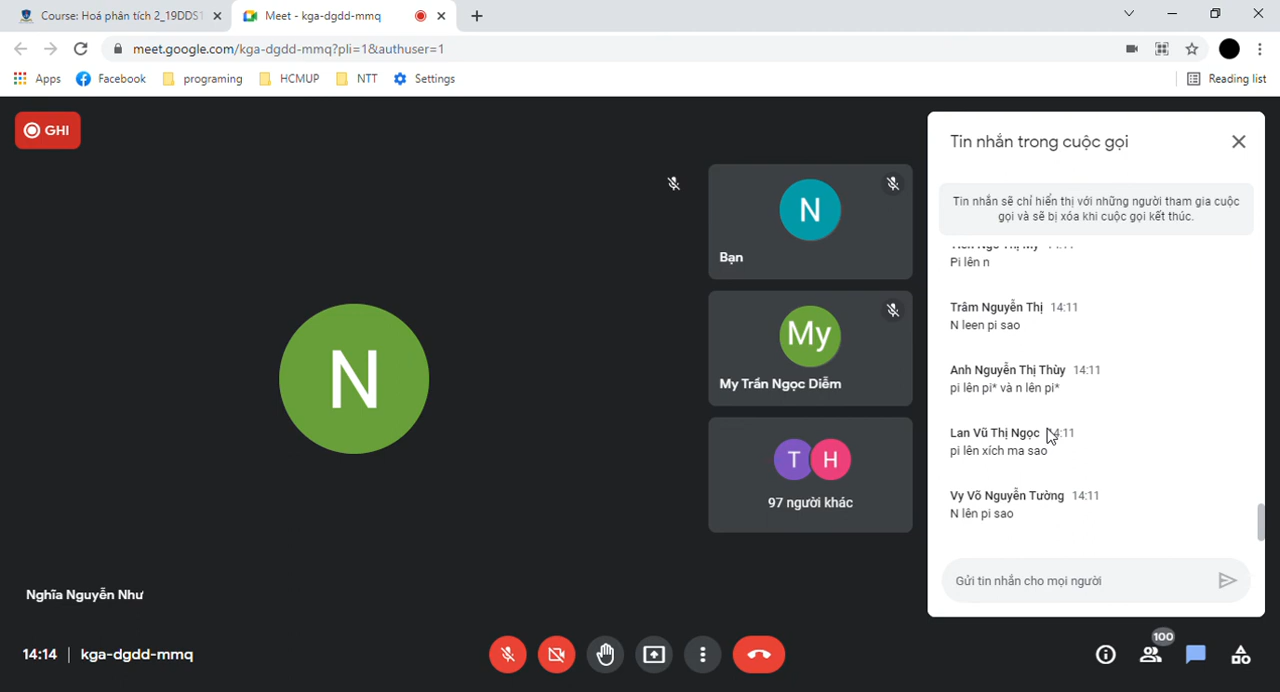 Course: Hoá phân tích 2_19DDS1
Meet - kga-dgdd-mmq
meet.google.com/kga-dgdd-mmq?pli=1&authuser=1
Apps
Facebook
programing
HCMUP
NTT
Settings
Reading list
GHI
N
Nghĩa Nguyễn Như
N
Bạn
My
My Trần Ngọc Diễm
T
H
97 người khác
Tin nhắn trong cuộc gọi
Tin nhắn sẽ chỉ hiển thị với những người tham gia cuộc
gọi và sẽ bị xóa khi cuộc gọi kết thúc.
Pi lên n
Trâm Nguyễn Thị 14:11
N leen pi sao
Anh Nguyễn Thị Thùy 14:11
pi lên pi* và n lên pi*
Lan Vũ Thị Ngọc 14:11
pi lên xích ma sao
Vy Võ Nguyễn Tường 14:11
N lên pi sao
Gửi tin nhắn cho mọi người
14:14 | kga-dgdd-mmq
100